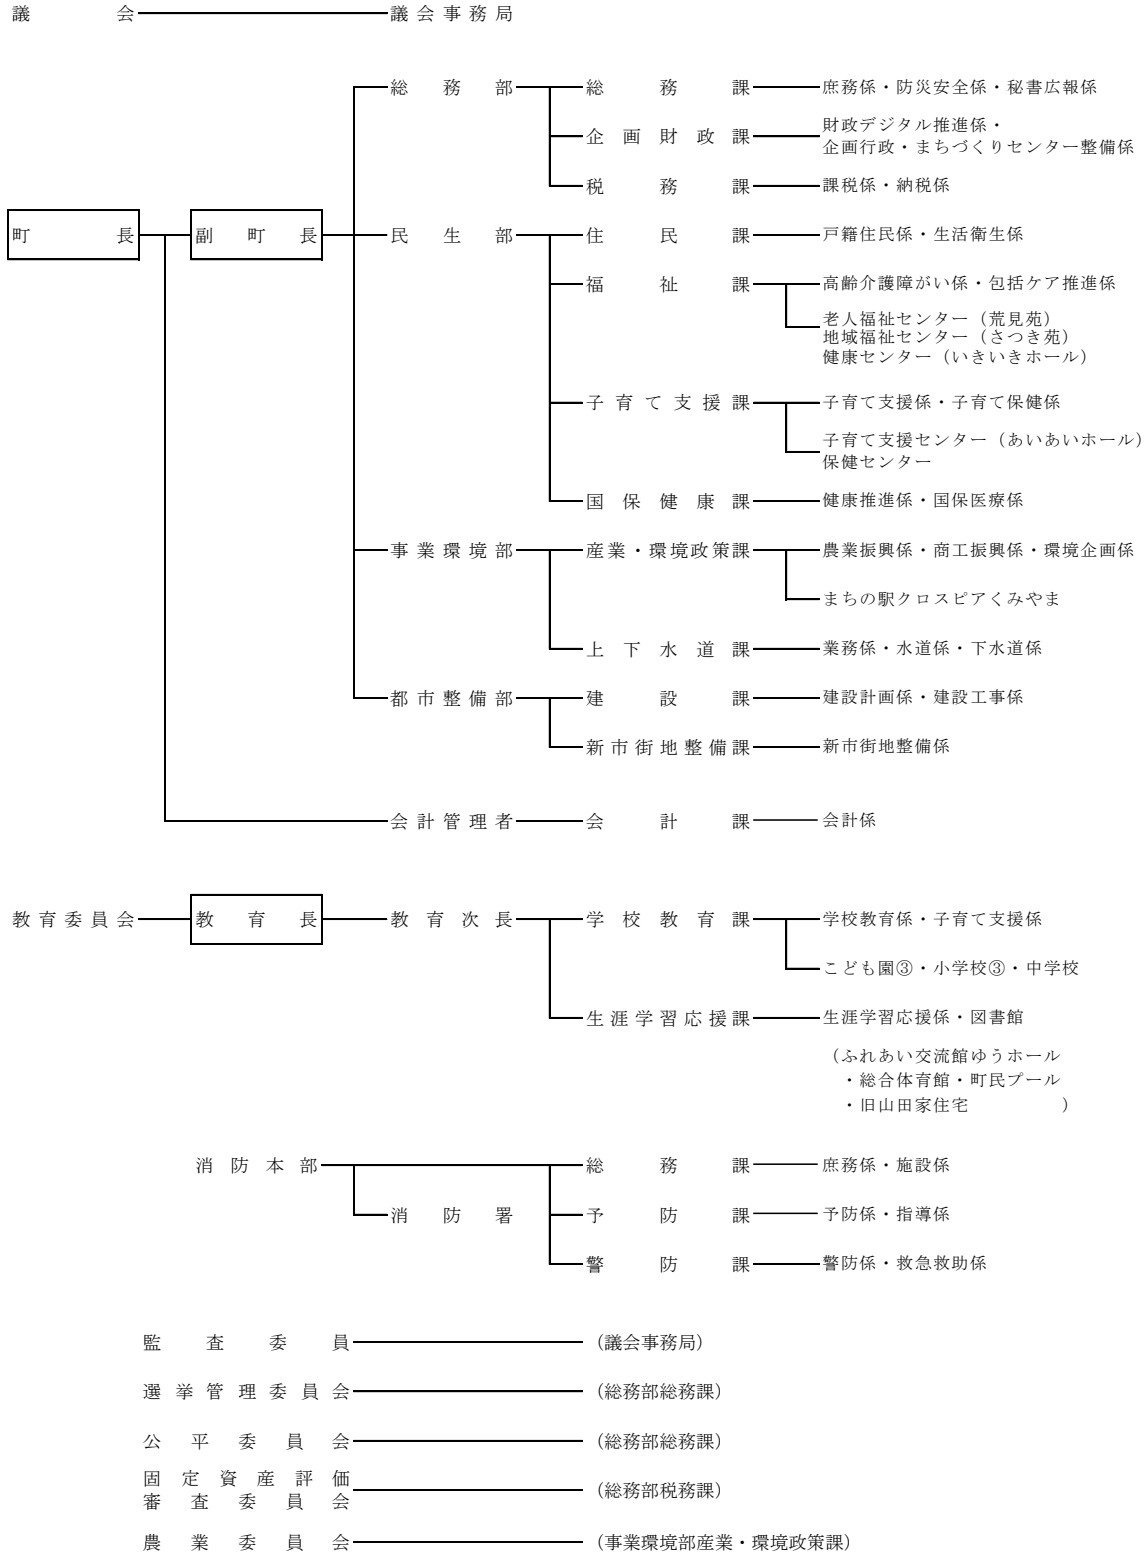 議会 議会事務局
総務部 総務課 庶務係・防災安全係・秘書広報係
企画財政課 財政デジタル推進係・
企画行政・まちづくりセンター整備係
税務課 課税係・納税係
町長 副町長 民生部 住民課 戸籍住民係・生活衛生係
福祉課 高齢介護障がい係・包括ケア推進係
老人福祉センター（荒見苑）
地域福祉センター（さつき苑）
健康センター（いきいきホール）
子育て支援課 子育て支援係・子育て保健係
子育て支援センター（あいあいホール）
保健センター
国保健康課 健康推進係・国保医療係
事業環境部 産業・環境政策課 農業振興係・商工振興係・環境企画係
まちの駅クロスピアくみやま
上下水道課 業務係・水道係・下水道係
都市整備部 建設課 建設計画係・建設工事係
新市街地整備課 新市街地整備係
会計管理者 会計課 会計係
教育委員会 教育長 教育次長 学校教育課 学校教育係・子育て支援係
こども園③・小学校③・中学校
生涯学習応援課 生涯学習応援係・図書館
（ふれあい交流館ゆうホール
・総合体育館・町民プール
・旧山田家住宅 ）
消防本部 総務課 庶務係・施設係
消防署 予防課 予防係・指導係
警防課 警防係・救急救助係
監査委員 （議会事務局）
選挙管理委員会 （総務部総務課）
公平委員会 （総務部総務課）
固定資産評価
審査委員会 （総務部税務課）
農業委員会 （事業環境部産業・環境政策課）